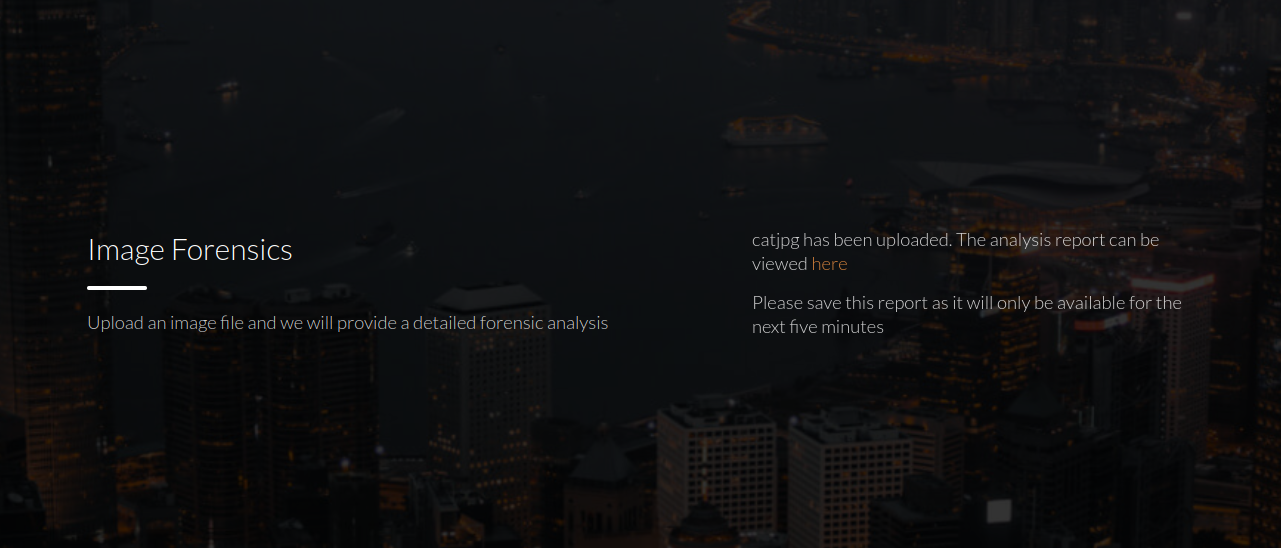 Image Forensics
Upload an image file and we will provide a detailed forensic analysis
catjpg has been uploaded. The analysis report can be
viewed here
Please save this report as it will only be available for the
next five minutes